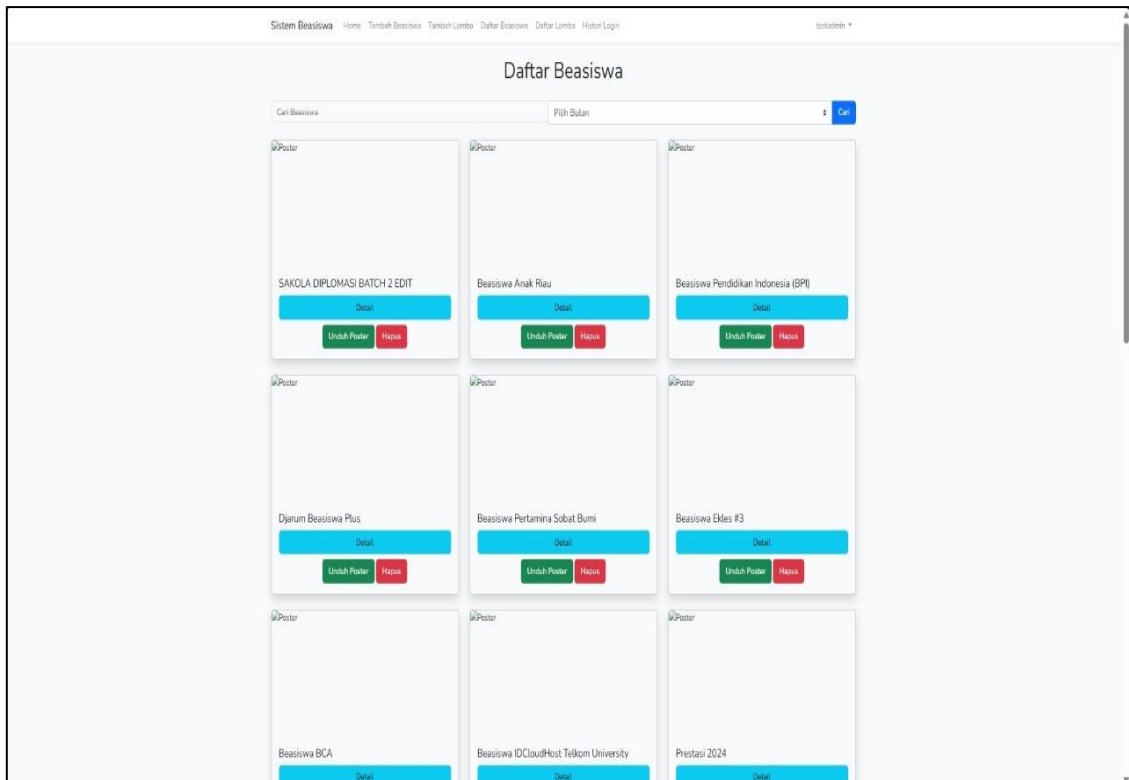 Sistem Beasiswa Home Tambah Beasiswa Tambah Lomba Daftar Beasiswa Daftar Lomba Histori Login testadmin
Daftar Beasiswa
Cari Beasiswa Pilih Bulan Cari
Poster Poster Poster
SAKOLA DIPLOMASI BATCH 2 EDIT Beasiswa Anak Riau Beasiswa Pendidikan Indonesia (BPI)
Detail Detail Detail
Unduh Poster Hapus Unduh Poster Hapus Unduh Poster Hapus
Poster Poster Poster
Djarum Beasiswa Plus Beasiswa Pertamina Sobat Bumi Beasiswa Ekles #3
Detail Detail Detail
Unduh Poster Hapus Unduh Poster Hapus Unduh Poster Hapus
Poster Poster Poster
Beasiswa BCA Beasiswa IDCloudHost Telkom University Prestasi 2024
Detail Detail Detail